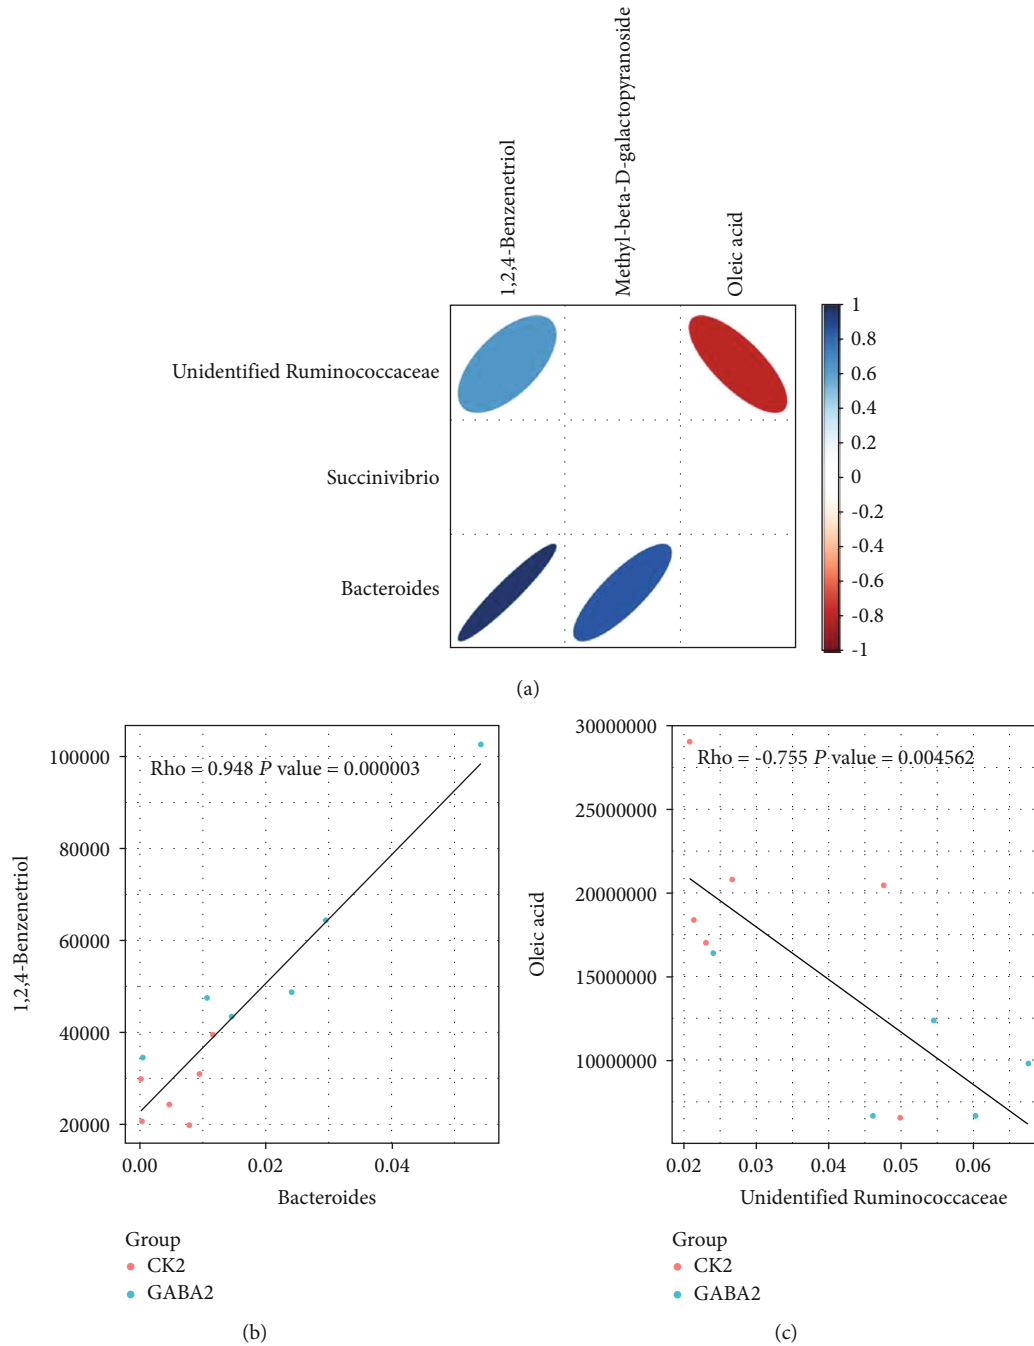 1,2,4-Benzenetriol
Methyl-beta-D-galactopyranoside
Oleic acid
Unidentified Ruminococcaceae
Succinivibrio
Bacteroides
1
0.8
0.6
0.4
0.2
0
-0.2
-0.4
-0.6
-0.8
-1
(a)
Rho = 0.948 P value = 0.000003
1,2,4-Benzenetriol
100000
80000
60000
40000
20000
0.00 0.02 0.04
Bacteroides
Group
CK2
GABA2
(b)
Rho = -0.755 P value = 0.004562
Oleic acid
30000000
25000000
20000000
15000000
10000000
0.02 0.03 0.04 0.05 0.06
Unidentified Ruminococcaceae
Group
CK2
GABA2
(c)